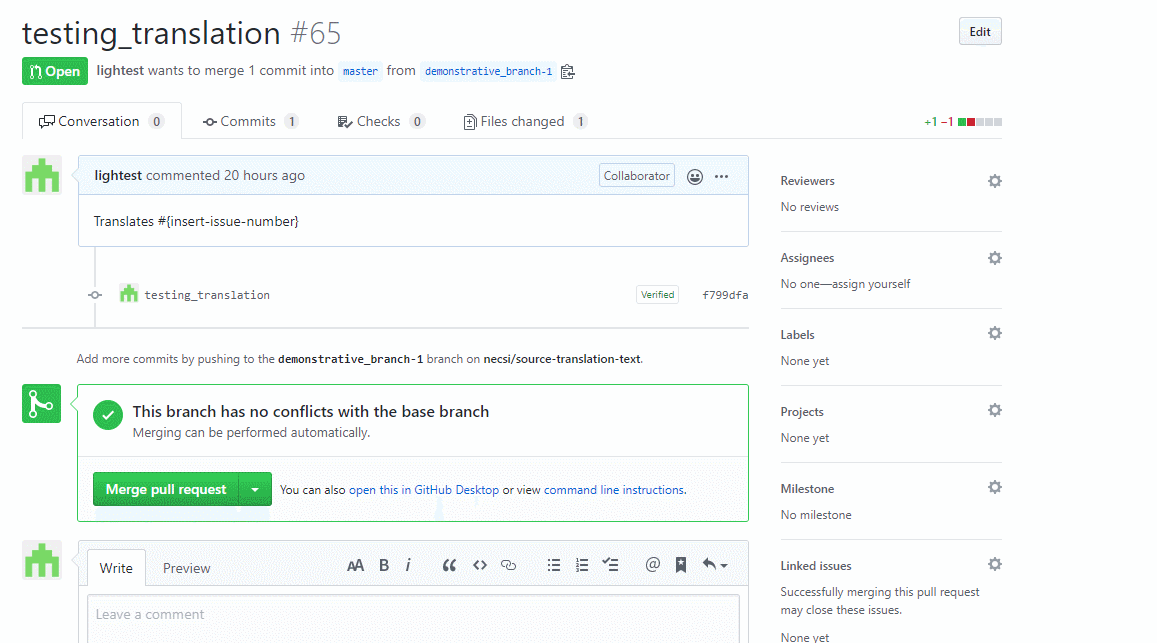 testing_translation #65
Edit
Open lightest wants to merge 1 commit into master from demonstrative_branch-1
Conversation 0 Commits 1 Checks 0 Files changed 1 +1 −1
lightest commented 20 hours ago Collaborator
Translates #{insert-issue-number}
testing_translation Verified f799dfa
Add more commits by pushing to the demonstrative_branch-1 branch on necsi/source-translation-text.
This branch has no conflicts with the base branch
Merging can be performed automatically.
Merge pull request You can also open this in GitHub Desktop or view command line instructions.
Write Preview AA B i @
Leave a comment
Reviewers
No reviews
Assignees
No one—assign yourself
Labels
None yet
Projects
None yet
Milestone
No milestone
Linked issues
Successfully merging this pull request
may close these issues.
None yet